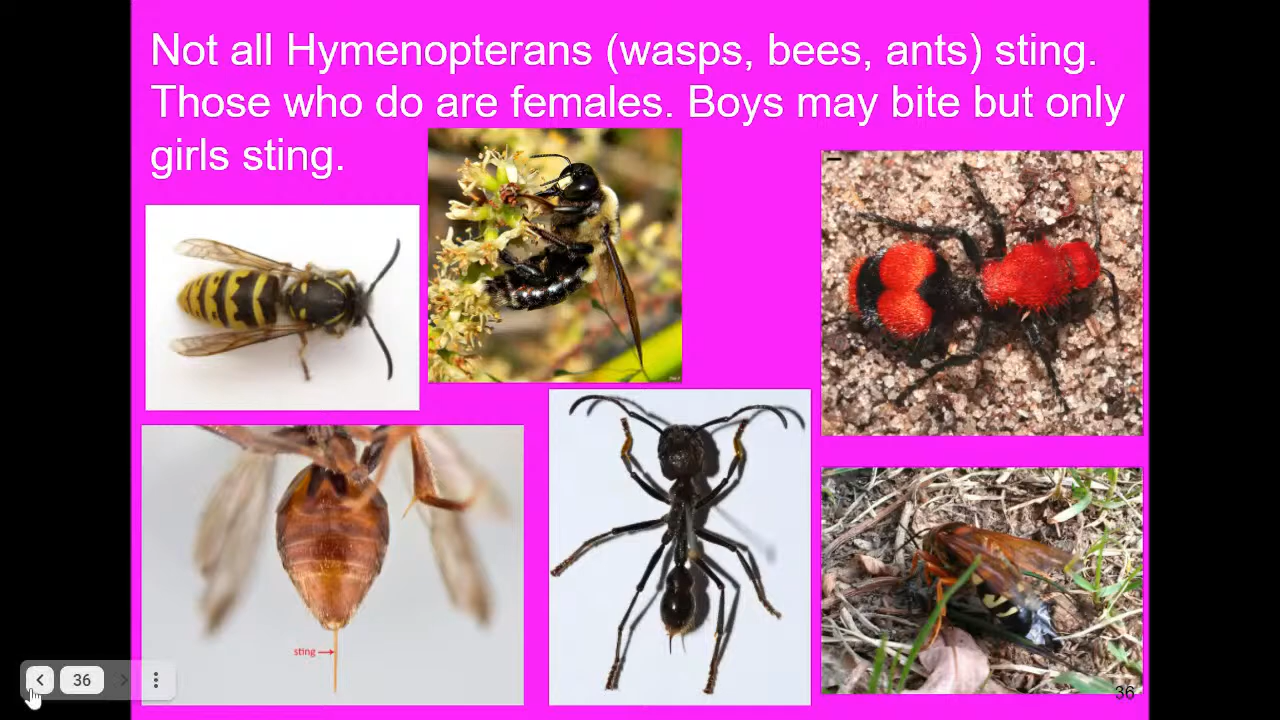 Not all Hymenopterans (wasps, bees, ants) sting.
Those who do are females. Boys may bite but only
girls sting.
sting
36
36